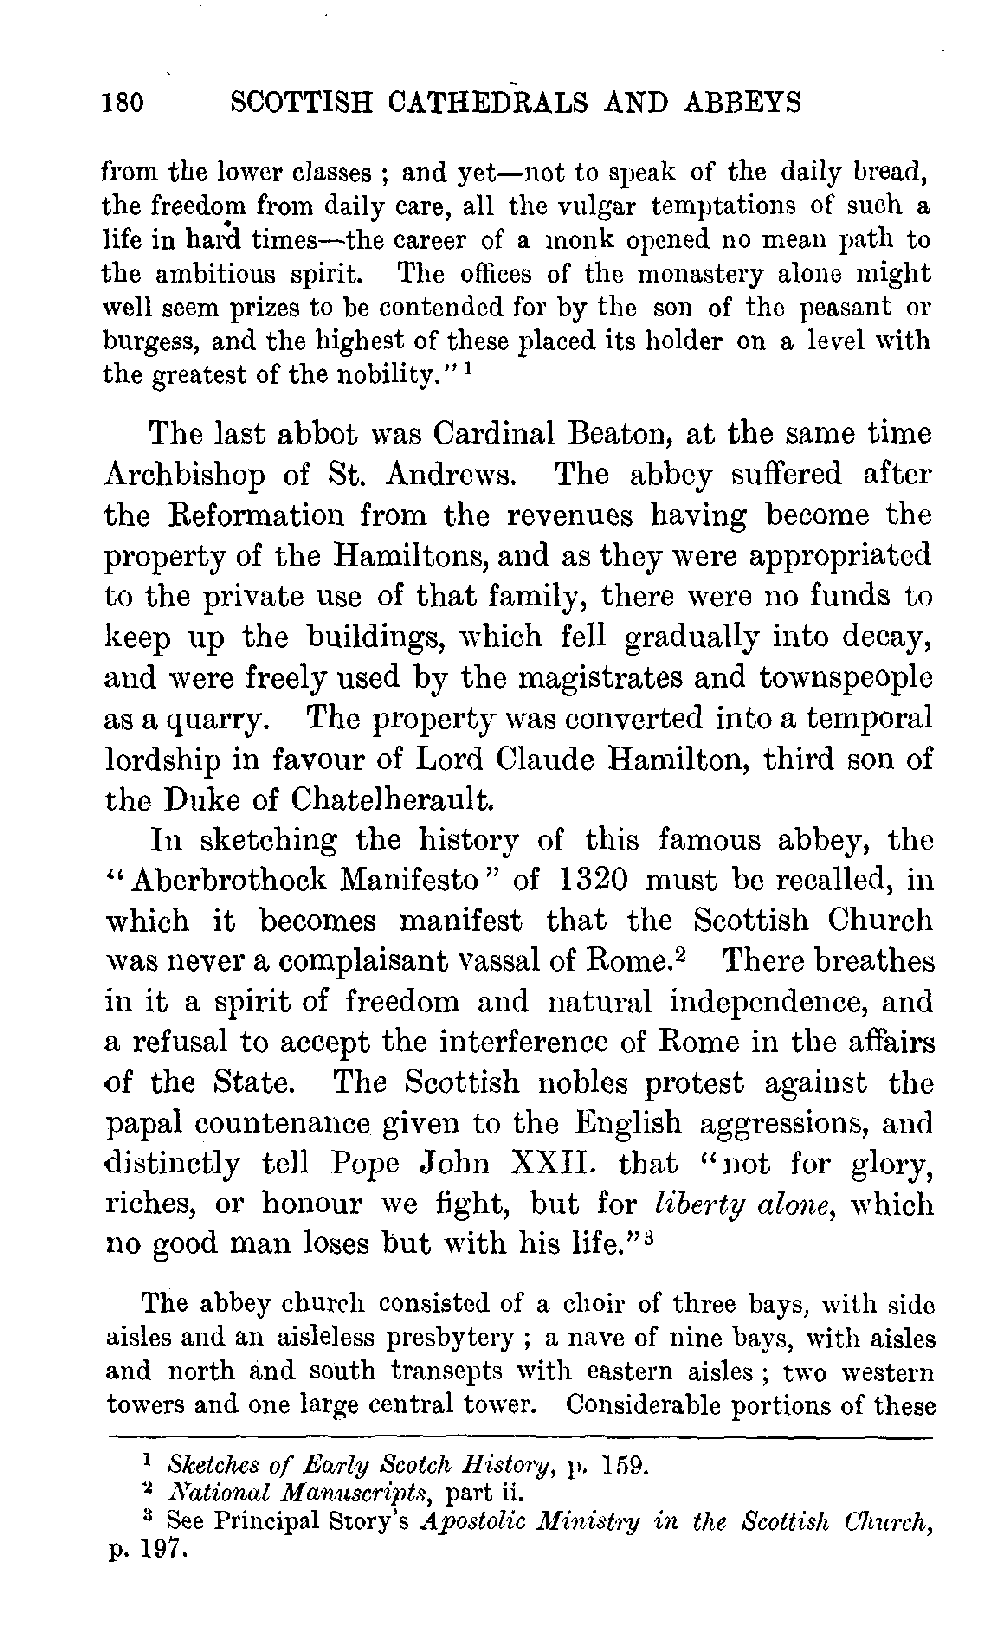 180 SCOTTISH CATHEDRALS AND ABBEYS
from the lower classes ; and yet—not to speak of the daily bread,
the freedom from daily care, all the vulgar temptations of such a
life in hard times—the career of a monk opened no mean path to
the ambitious spirit. The offices of the monastery alone might
well seem prizes to be contended for by the son of the peasant or
burgess, and the highest of these placed its holder on a level with
the greatest of the nobility." 1
The last abbot was Cardinal Beaton, at the same time
Archbishop of St. Andrews. The abbey suffered after
the Reformation from the revenues having become the
property of the Hamiltons, and as they were appropriated
to the private use of that family, there were no funds to
keep up the buildings, which fell gradually into decay,
and were freely used by the magistrates and townspeople
as a quarry. The property was converted into a temporal
lordship in favour of Lord Claude Hamilton, third son of
the Duke of Chatelherault.
In sketching the history of this famous abbey, the
"Aberbrothock Manifesto" of 1320 must be recalled, in
which it becomes manifest that the Scottish Church
was never a complaisant vassal of Rome.2 There breathes
in it a spirit of freedom and natural independence, and
a refusal to accept the interference of Rome in the affairs
of the State. The Scottish nobles protest against the
papal countenance given to the English aggressions, and
distinctly tell Pope John XXII. that "not for glory,
riches, or honour we fight, but for liberty alone, which
no good man loses but with his life."3
The abbey church consisted of a choir of three bays, with side
aisles and an aisleless presbytery ; a nave of nine bays, with aisles
and north and south transepts with eastern aisles ; two western
towers and one large central tower. Considerable portions of these
1 Sketches of Early Scotch History, p. 159.
2 National Manuscripts, part ii.
3 See Principal Story's Apostolic Ministry in the Scottish Church,
p. 197.